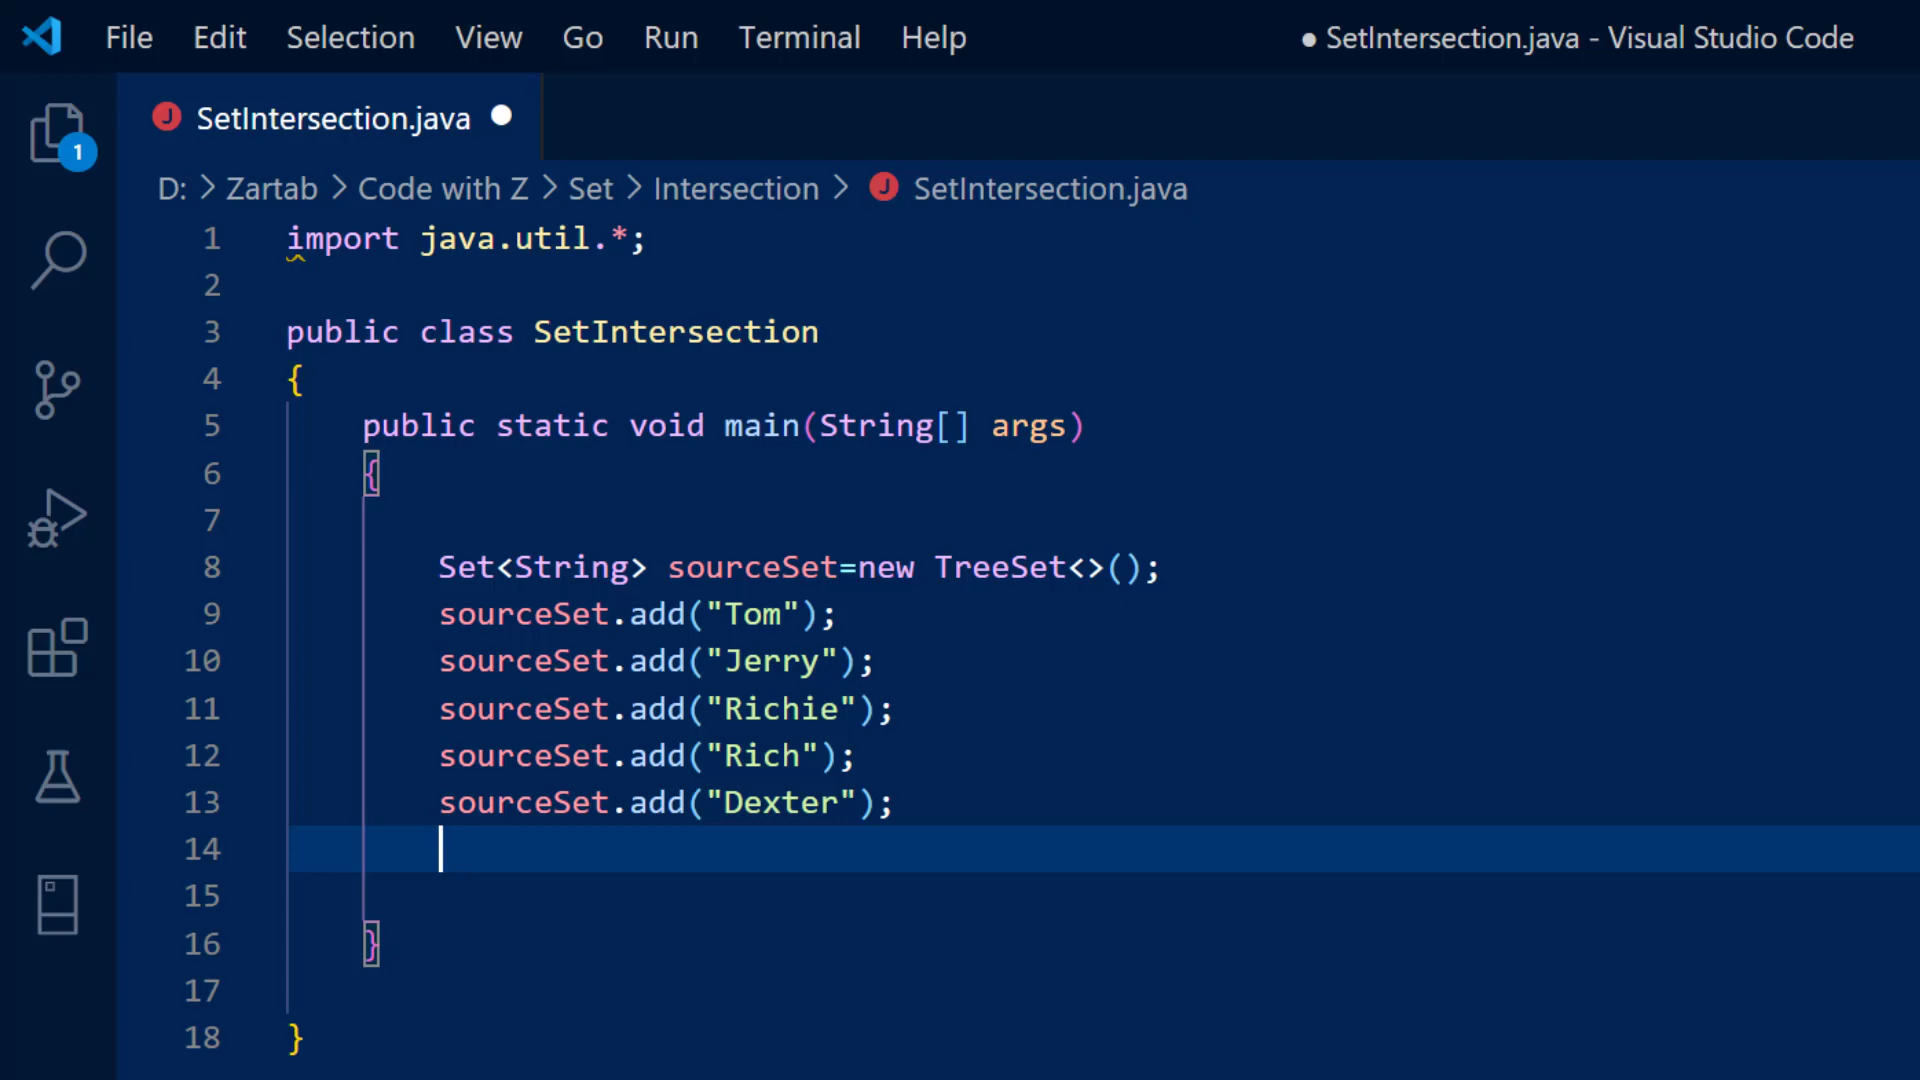 File Edit Selection View Go Run Terminal Help ● SetIntersection.java - Visual Studio Code
J SetIntersection.java ●
1
D: > Zartab > Code with Z > Set > Intersection > J SetIntersection.java
1 import java.util.*;
2
3 public class SetIntersection
4 {
5 public static void main(String[] args)
6 {
7
8 Set<String> sourceSet=new TreeSet<>();
9 sourceSet.add("Tom");
10 sourceSet.add("Jerry");
11 sourceSet.add("Richie");
12 sourceSet.add("Rich");
13 sourceSet.add("Dexter");
14
15
16 }
17
18 }